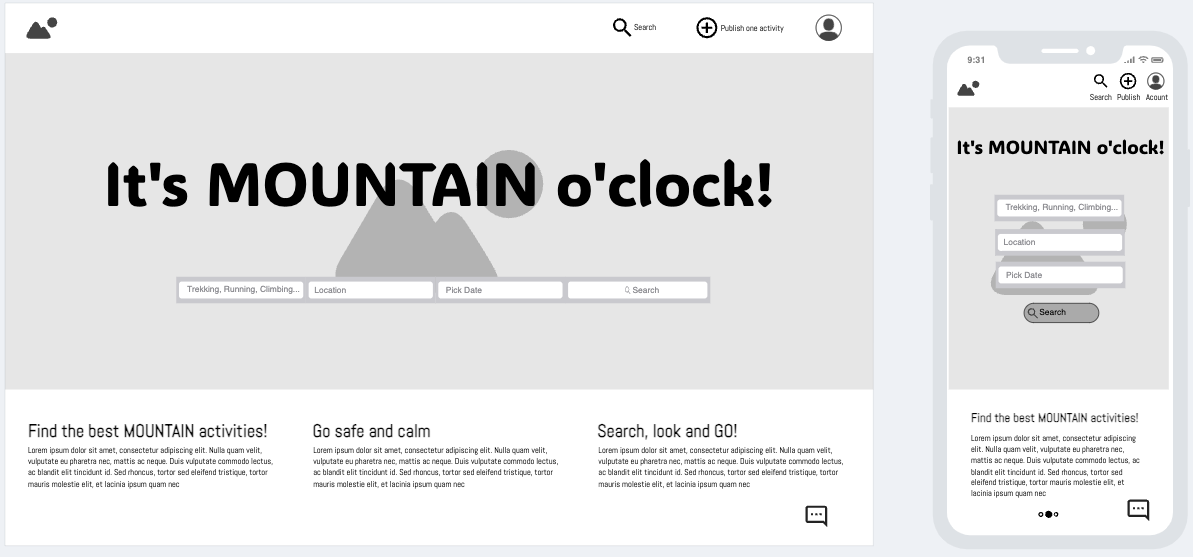 Search
Publish one activity
It's MOUNTAIN o'clock!
Trekking, Running, Climbing...
Location
Pick Date
Search
Find the best MOUNTAIN activities!
Lorem ipsum dolor sit amet, consectetur adipiscing elit. Nulla quam velit,
vulputate eu pharetra nec, mattis ac neque. Duis vulputate commodo lectus,
ac blandit elit tincidunt id. Sed rhoncus, tortor sed eleifend tristique, tortor
mauris molestie elit, et lacinia ipsum quam nec
Go safe and calm
Lorem ipsum dolor sit amet, consectetur adipiscing elit. Nulla quam velit,
vulputate eu pharetra nec, mattis ac neque. Duis vulputate commodo lectus,
ac blandit elit tincidunt id. Sed rhoncus, tortor sed eleifend tristique, tortor
mauris molestie elit, et lacinia ipsum quam nec
Search, look and GO!
Lorem ipsum dolor sit amet, consectetur adipiscing elit. Nulla quam velit,
vulputate eu pharetra nec, mattis ac neque. Duis vulputate commodo lectus,
ac blandit elit tincidunt id. Sed rhoncus, tortor sed eleifend tristique, tortor
mauris molestie elit, et lacinia ipsum quam nec
9:31
Search
Publish
Acount
It's MOUNTAIN o'clock!
Trekking, Running, Climbing...
Location
Pick Date
Search
Find the best MOUNTAIN activities!
Lorem ipsum dolor sit amet, consectetur adipiscing
elit. Nulla quam velit, vulputate eu pharetra nec,
mattis ac neque. Duis vulputate commodo lectus, ac
blandit elit tincidunt id. Sed rhoncus, tortor sed
eleifend tristique, tortor mauris molestie elit, et
lacinia ipsum quam nec